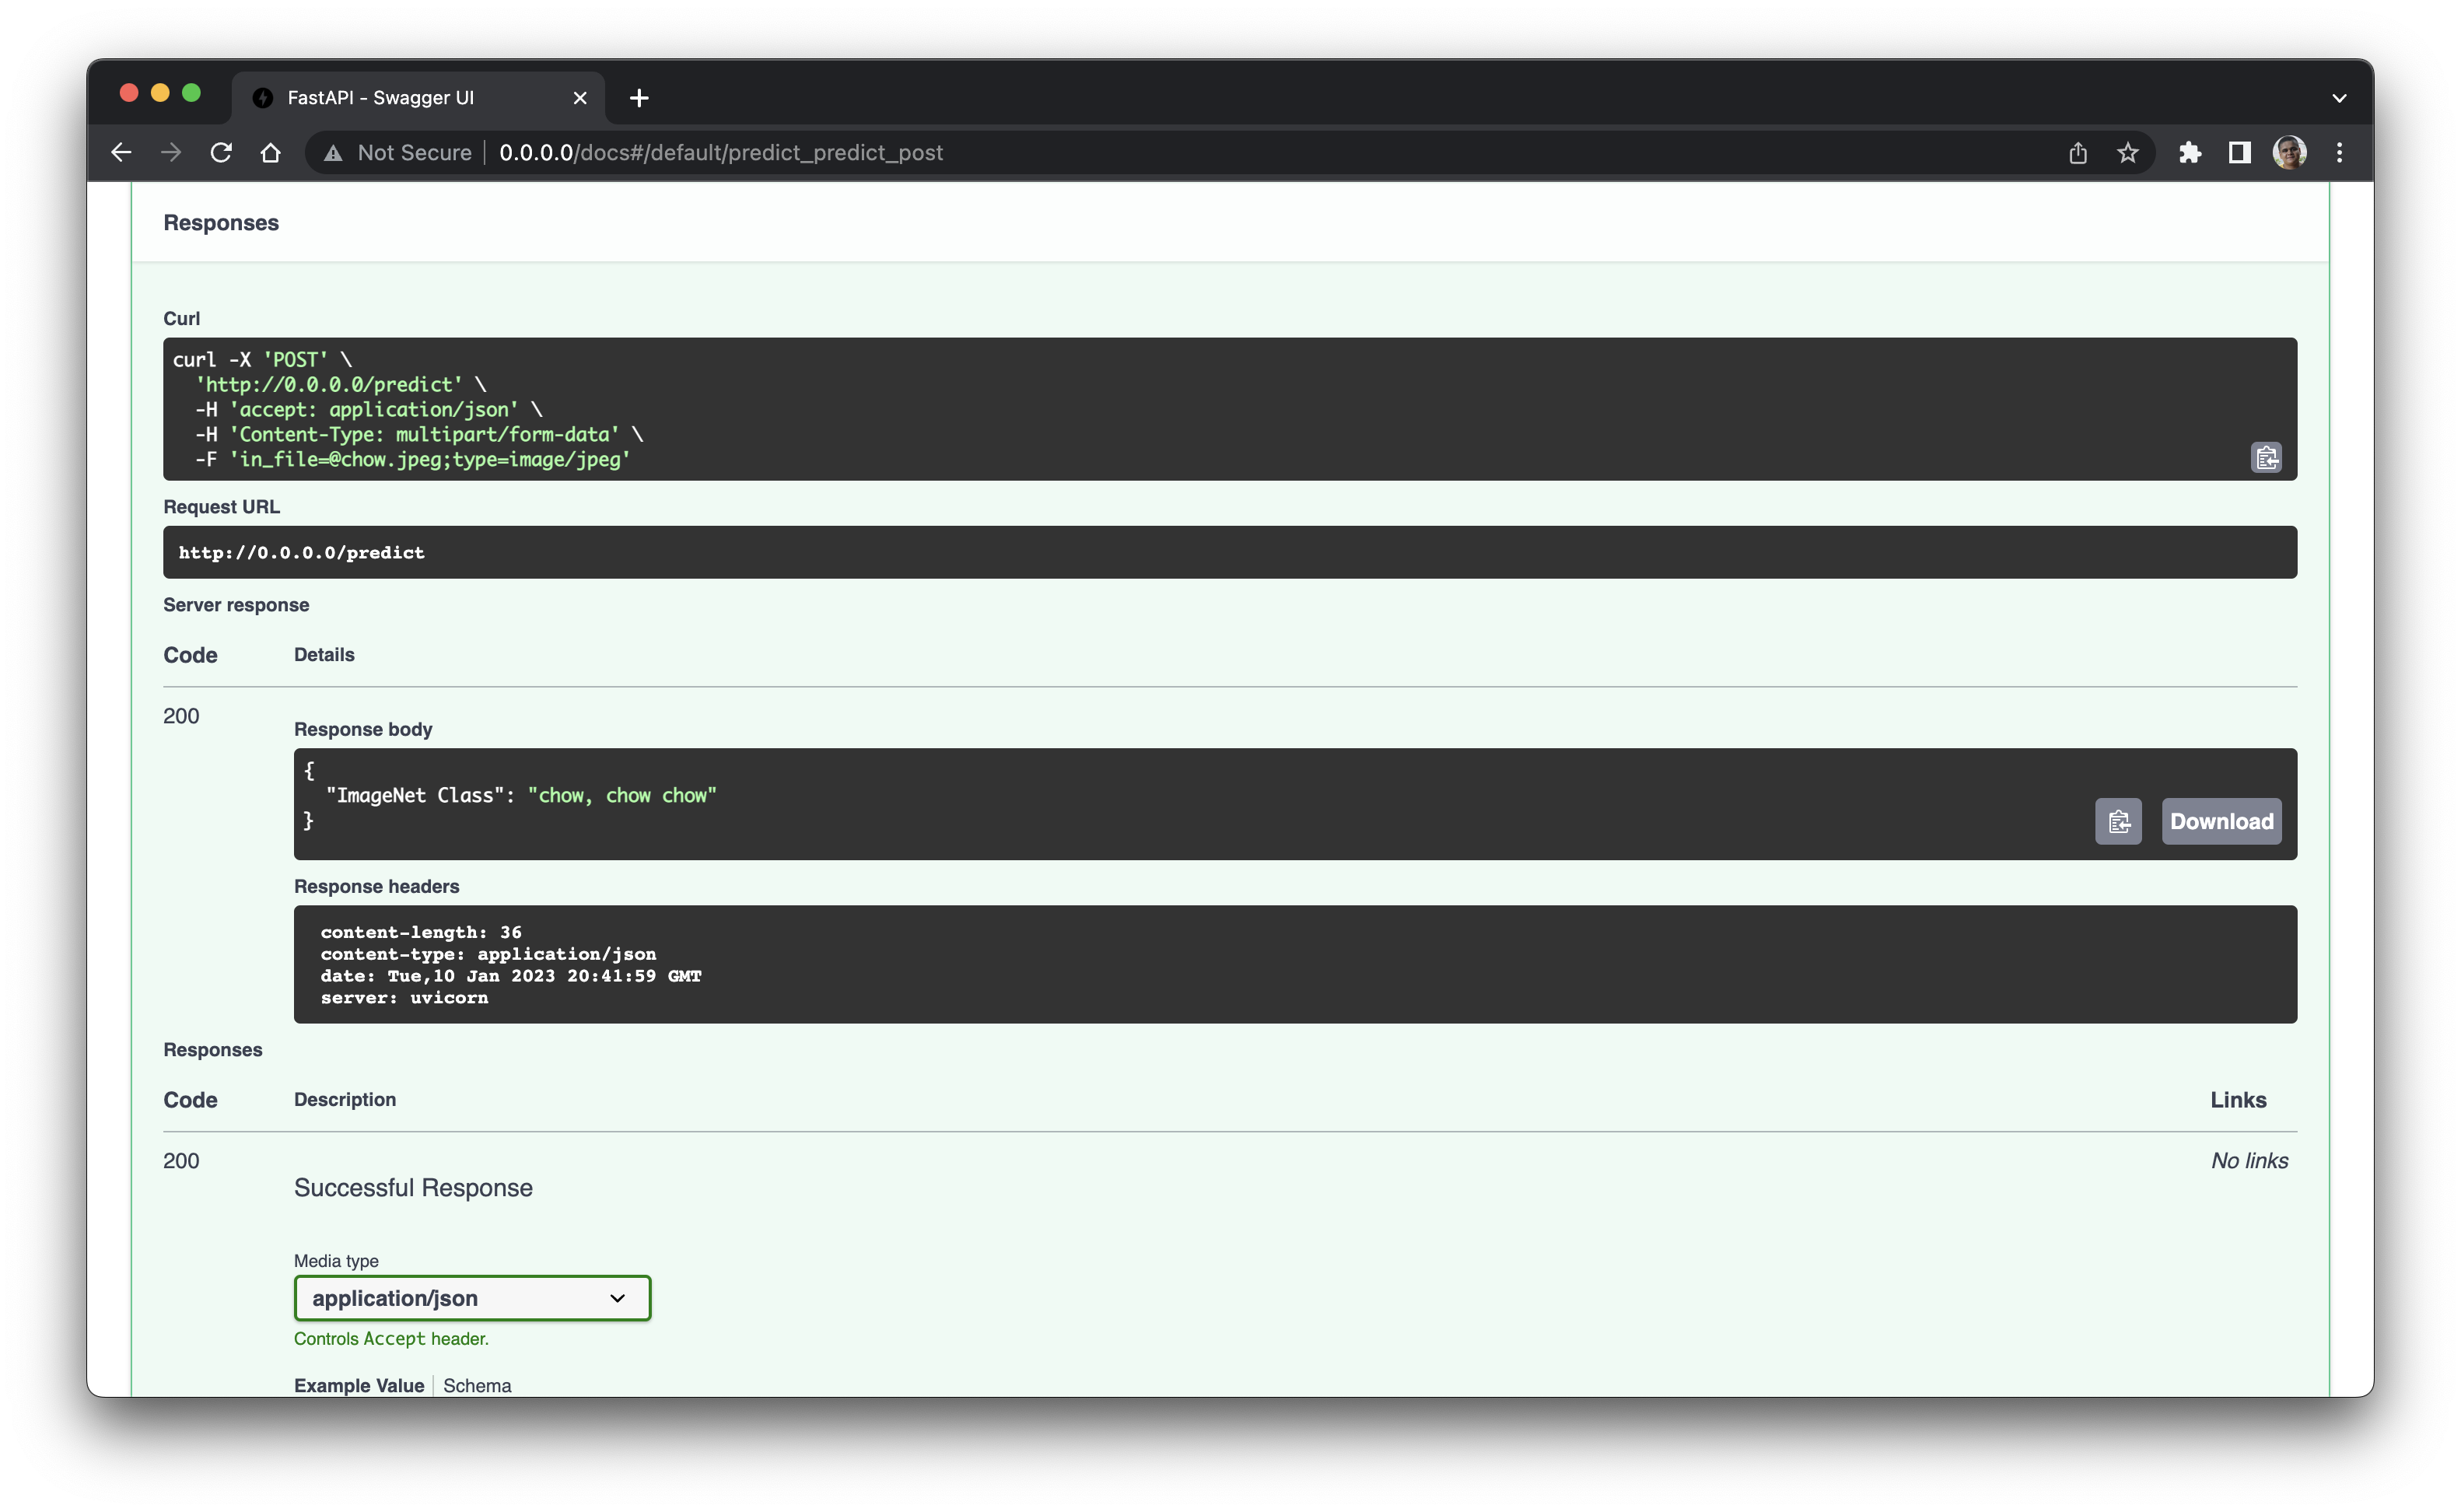 FastAPI - Swagger UI
Not Secure 0.0.0.0/docs#/default/predict_predict_post
Responses
Curl
curl -X 'POST' \
  'http://0.0.0.0/predict' \
  -H 'accept: application/json' \
  -H 'Content-Type: multipart/form-data' \
  -F 'in_file=@chow.jpeg;type=image/jpeg'
Request URL
http://0.0.0.0/predict
Server response
Code Details
200
Response body
{
  "ImageNet Class": "chow, chow chow"
}
Download
Response headers
content-length: 36
content-type: application/json
date: Tue,10 Jan 2023 20:41:59 GMT
server: uvicorn
Responses
Code Description Links
200 No links
Successful Response
Media type
application/json
Controls Accept header.
Example Value Schema